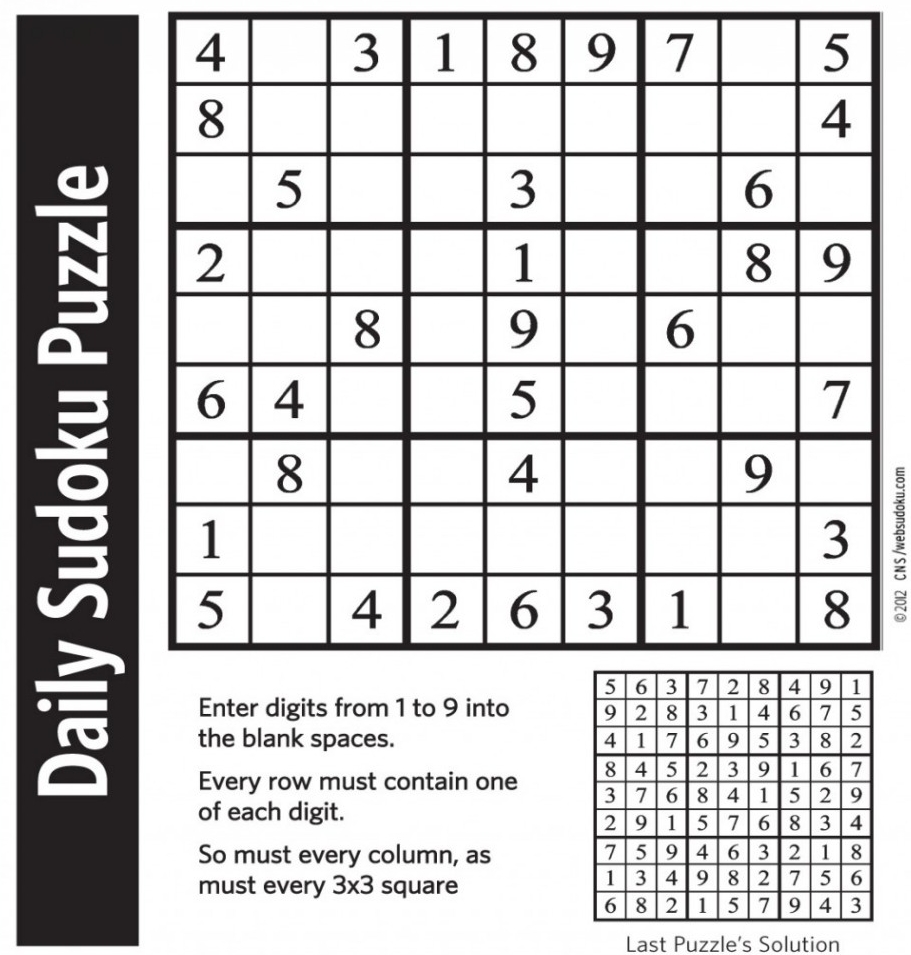 Daily Sudoku Puzzle
4 3 1 8 9 7 5
8 4
5 3 6
2 1 8 9
8 9 6
6 4 5 7
8 4 9
1 3
5 4 2 6 3 1 8
© 2012 CNS/websudoku.com
Enter digits from 1 to 9 into
the blank spaces.
Every row must contain one
of each digit.
So must every column, as
must every 3x3 square
5 6 3 7 2 8 4 9 1
9 2 8 3 1 4 6 7 5
4 1 7 6 9 5 3 8 2
8 4 5 2 3 9 1 6 7
3 7 6 8 4 1 5 2 9
2 9 1 5 7 6 8 3 4
7 5 9 4 6 3 2 1 8
1 3 4 9 8 2 7 5 6
6 8 2 1 5 7 9 4 3
Last Puzzle's Solution